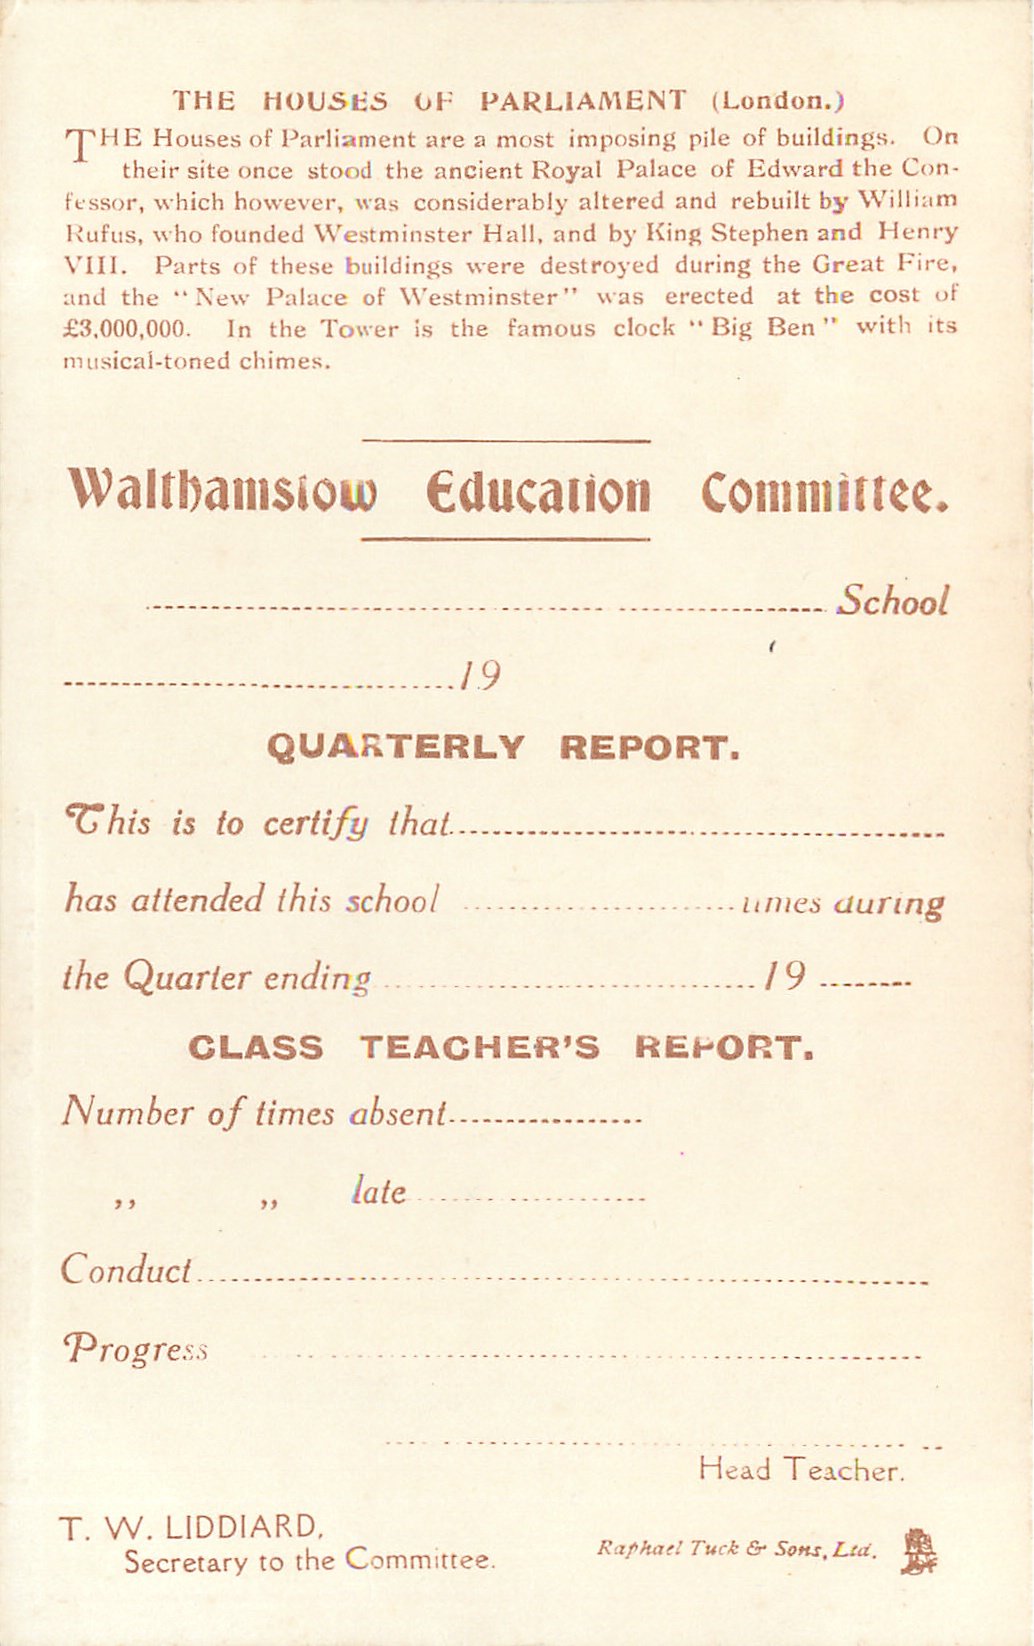 THE HOUSES OF PARLIAMENT (London.)
THE Houses of Parliament are a most imposing pile of buildings. On
their site once stood the ancient Royal Palace of Edward the Con-
fessor, which however, was considerably altered and rebuilt by William
Rufus, who founded Westminster Hall, and by King Stephen and Henry
VIII. Parts of these buildings were destroyed during the Great Fire,
and the "New Palace of Westminster" was erected at the cost of
£3,000,000. In the Tower is the famous clock "Big Ben" with its
musical-toned chimes.
Walthamstow Education Committee.
School
19
QUARTERLY REPORT.
This is to certify that
has attended this school times during
the Quarter ending 19
CLASS TEACHER'S REPORT.
Number of times absent
,, ,, late
Conduct
Progress
Head Teacher.
T. W. LIDDIARD,
Secretary to the Committee.
Raphael Tuck & Sons, Ltd.